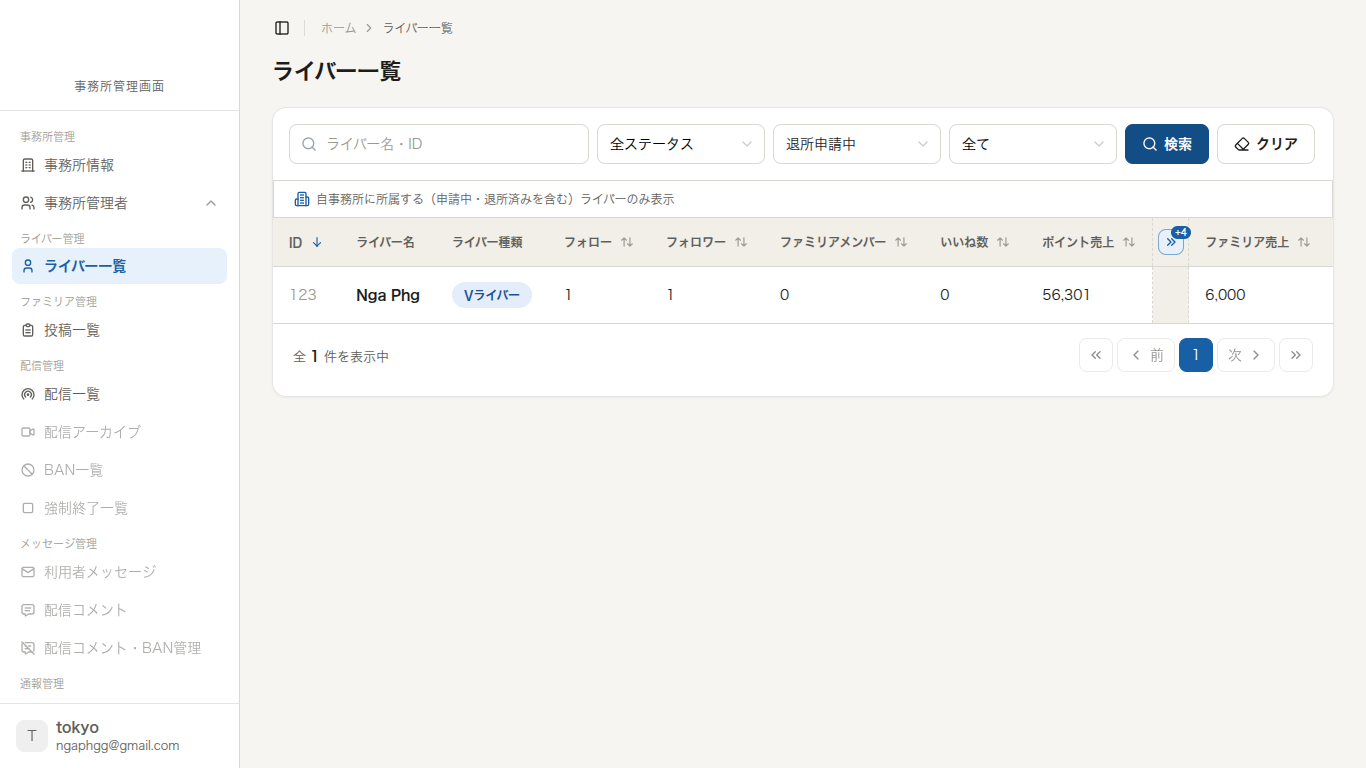 事務所管理画面
事務所管理
事務所情報
事務所管理者
ライバー管理
ライバー一覧
ファミリア管理
投稿一覧
配信管理
配信一覧
配信アーカイブ
BAN一覧
強制終了一覧
メッセージ管理
利用者メッセージ
配信コメント
配信コメント・BAN管理
通報管理
T
tokyo
ngaphgg@gmail.com
ホーム ライバー一覧
ライバー一覧
ライバー名・ID 全ステータス 退所申請中 全て 検索 クリア
自事務所に所属する（申請中・退所済みを含む）ライバーのみ表示
ID ライバー名 ライバー種類 フォロー フォロワー ファミリアメンバー いいね数 ポイント売上 +4 ファミリア売上
123 Nga Phg Vライバー 1 1 0 0 56,301 6,000
全 1 件を表示中 前 1 次